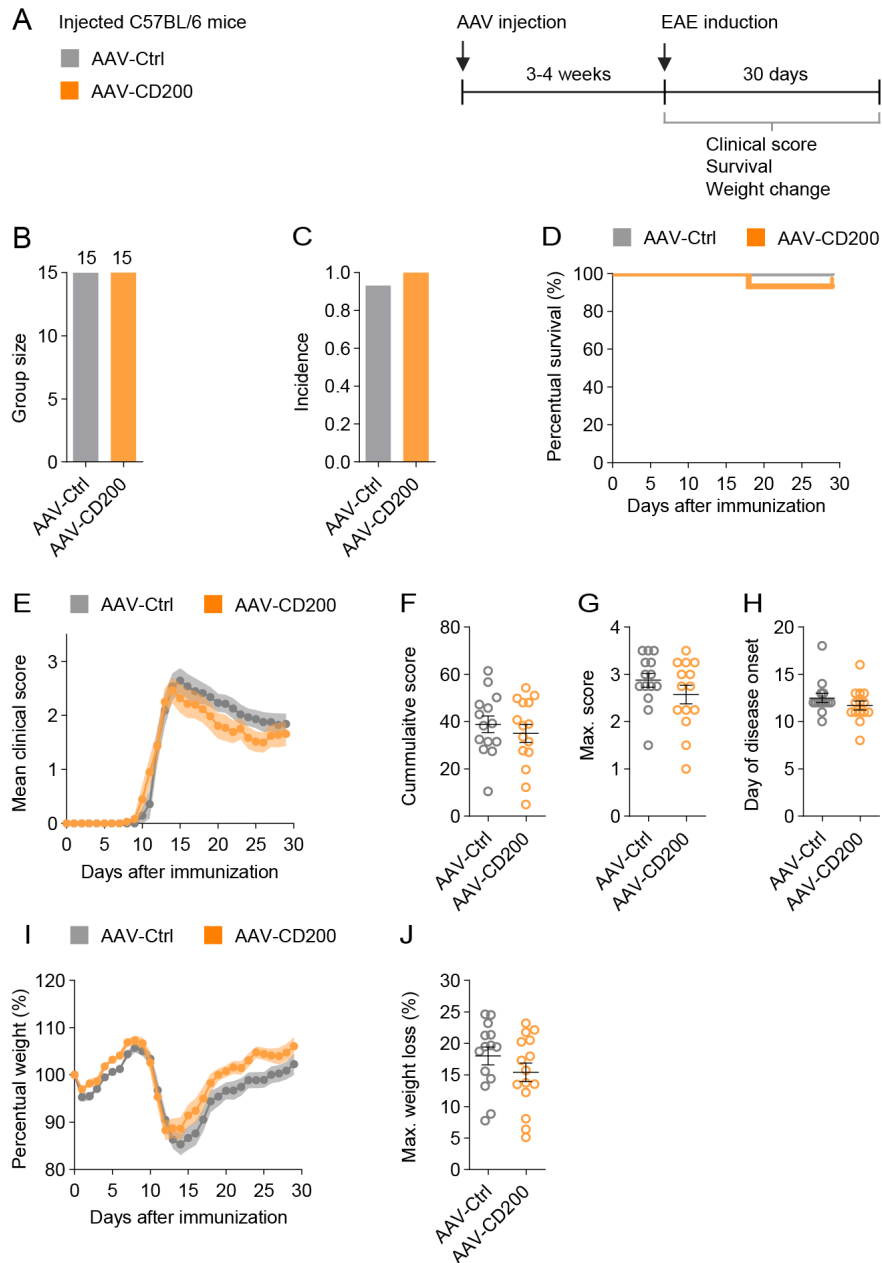 A
Injected C57BL/6 mice
AAV-Ctrl
AAV-CD200
AAV injection
EAE induction
3-4 weeks
30 days
Clinical score
Survival
Weight change
B
15 15
15
10
5
0
Group size
AAV-Ctrl
AAV-CD200
C
1.0
0.8
0.6
0.4
0.2
0.0
Incidence
AAV-Ctrl
AAV-CD200
D
AAV-Ctrl
AAV-CD200
100
80
60
40
20
0
Percentual survival (%)
0 5 10 15 20 25 30
Days after immunization
E
AAV-Ctrl
AAV-CD200
3
2
1
0
Mean clinical score
0 5 10 15 20 25 30
Days after immunization
F
80
60
40
20
0
Cummulaitve score
AAV-Ctrl
AAV-CD200
G
4
3
2
1
0
Max. score
AAV-Ctrl
AAV-CD200
H
20
15
10
5
0
Day of disease onset
AAV-Ctrl
AAV-CD200
I
AAV-Ctrl
AAV-CD200
120
110
100
90
80
Percentual weight (%)
0 5 10 15 20 25 30
Days after immunization
J
30
25
20
15
10
5
0
Max. weight loss (%)
AAV-Ctrl
AAV-CD200